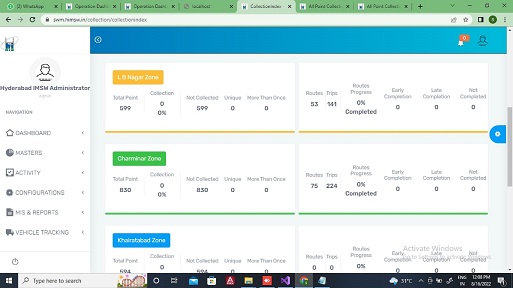 (2) WhatsApp
Operation Dashb
Operation Dashb
localhost
CollectionIndex
All Point Collect
All Point Collect
swm.himsw.in/collection/collectionindex
6
Hyderabad IMSW Administrator
NAVIGATION
DASHBOARD
MASTERS
ACTIVITY
CONFIGURATIONS
MIS & REPORTS
VEHICLE TRACKING
L B Nagar Zone
Total Point Collection Not Collected Unique More Than Once
599 0 599 0 0
0%
Routes Trips Routes Progress Early Completion Late Completion Not Completed
53 141 0% Completed 0 0 0
Charminar Zone
Total Point Collection Not Collected Unique More Than Once
830 0 830 0 0
0%
Routes Trips Routes Progress Early Completion Late Completion Not Completed
75 224 0% Completed 0 0 0
Khairatabad Zone
Total Point Collection Not Collected Unique More Than Once
594 0 594 0 0
Routes Trips Routes Progress Early Completion Late Completion Not Completed
0 0 0% 0 0 0
Activate Windows
Go to Settings to activate Windows.
Type here to search
31°C
ENG
IN
12:08 PM
8/16/2022